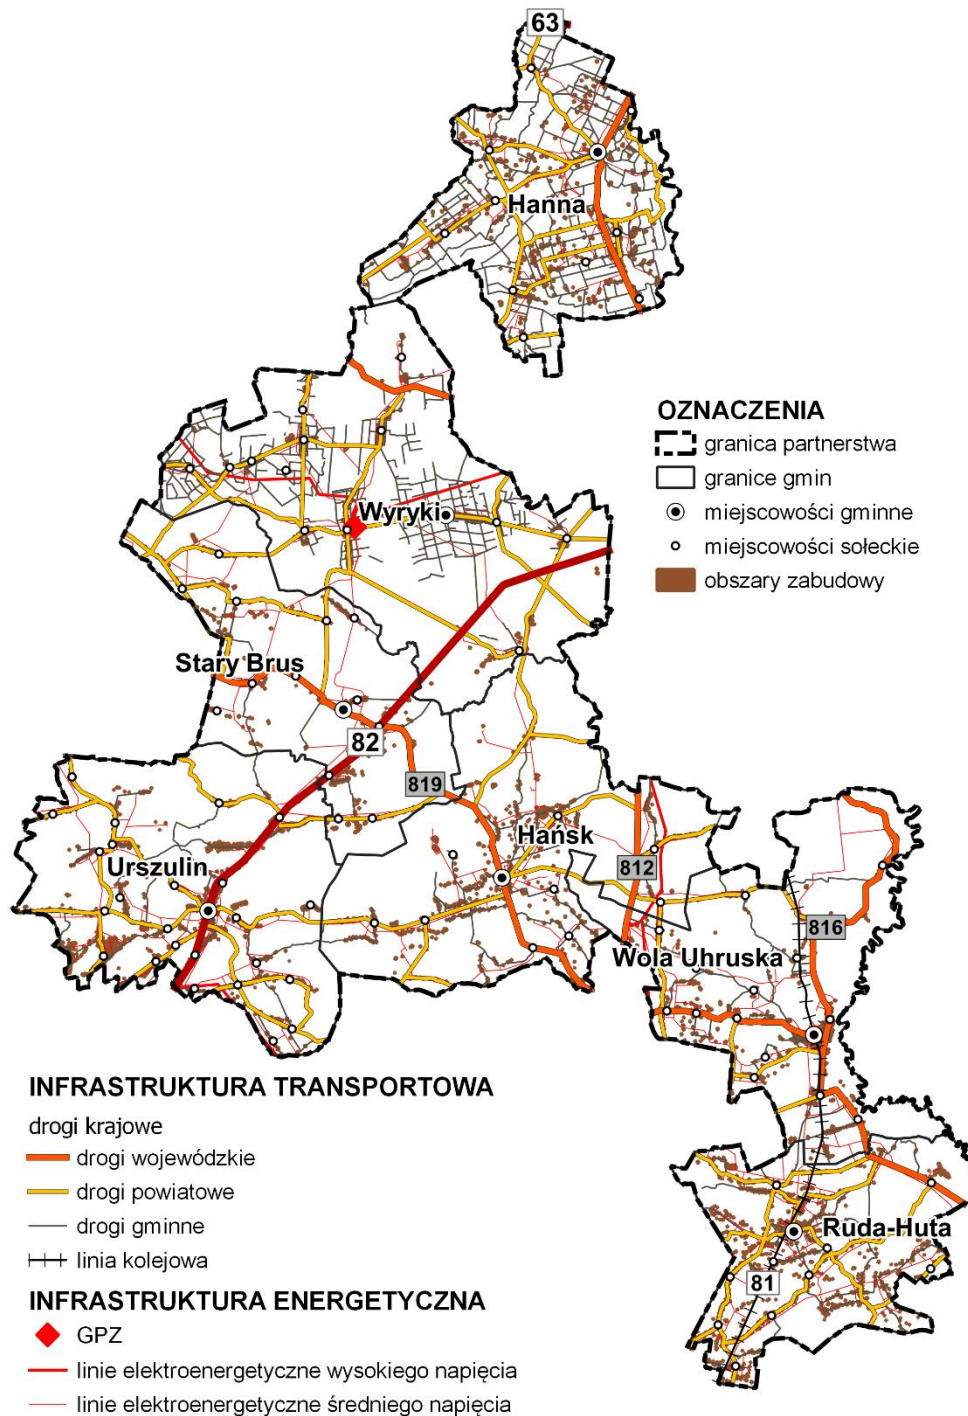 63
Hanna
OZNACZENIA
granica partnerstwa
granice gmin
miejscowości gminne
miejscowości sołeckie
obszary zabudowy
Wyryki
Stary Brus
82
819
Hańsk
Urszulin
812
816
Wola Uhruska
INFRASTRUKTURA TRANSPORTOWA
drogi krajowe
drogi wojewódzkie
drogi powiatowe
drogi gminne
linia kolejowa
Ruda-Huta
81
INFRASTRUKTURA ENERGETYCZNA
GPZ
linie elektroenergetyczne wysokiego napięcia
linie elektroenergetyczne średniego napięcia